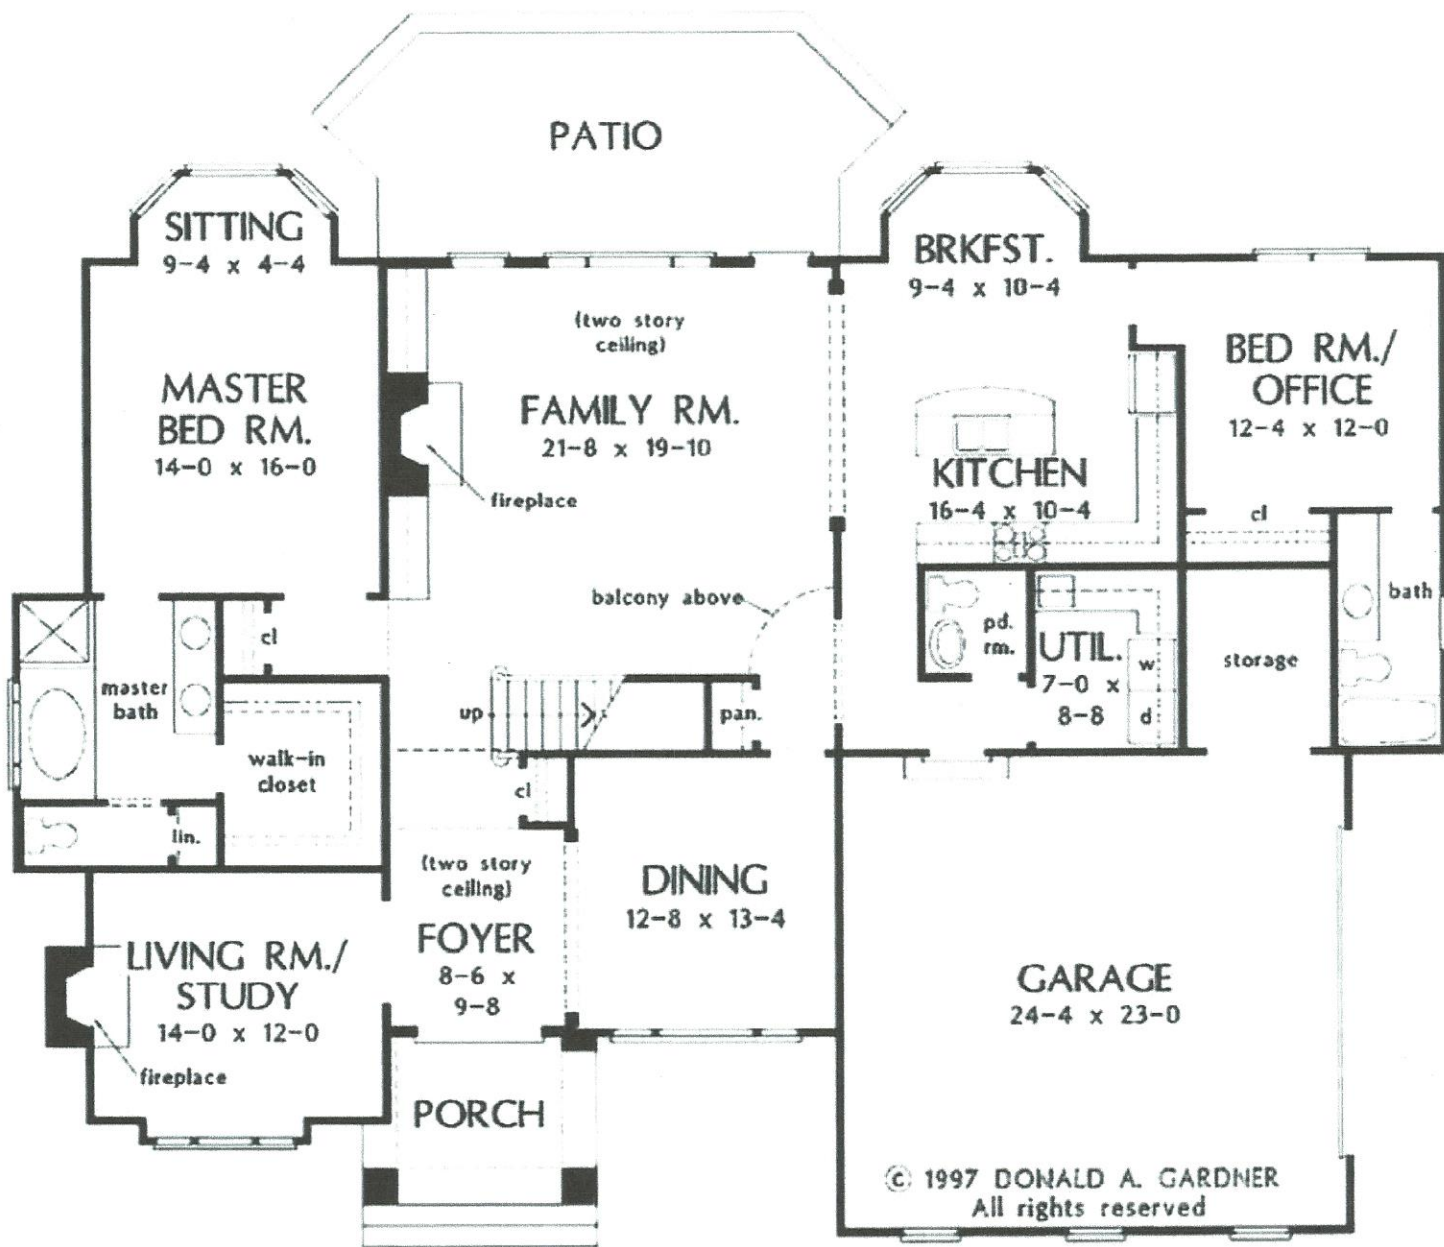 PATIO
SITTING
9-4 x 4-4
BRKFST.
9-4 x 10-4
(two story
ceiling)
MASTER
BED RM.
14-0 x 16-0
FAMILY RM.
21-8 x 19-10
fireplace
BED RM./
OFFICE
12-4 x 12-0
KITCHEN
16-4 x 10-4
cl
balcony above
bath
cl
pd.
rm.
UTIL.
7-0 x
8-8
w
d
storage
master
bath
up
pan.
walk-in
closet
cl
lin.
(two story
ceiling)
FOYER
8-6 x
9-8
DINING
12-8 x 13-4
LIVING RM./
STUDY
14-0 x 12-0
fireplace
GARAGE
24-4 x 23-0
PORCH
© 1997 DONALD A. GARDNER
All rights reserved